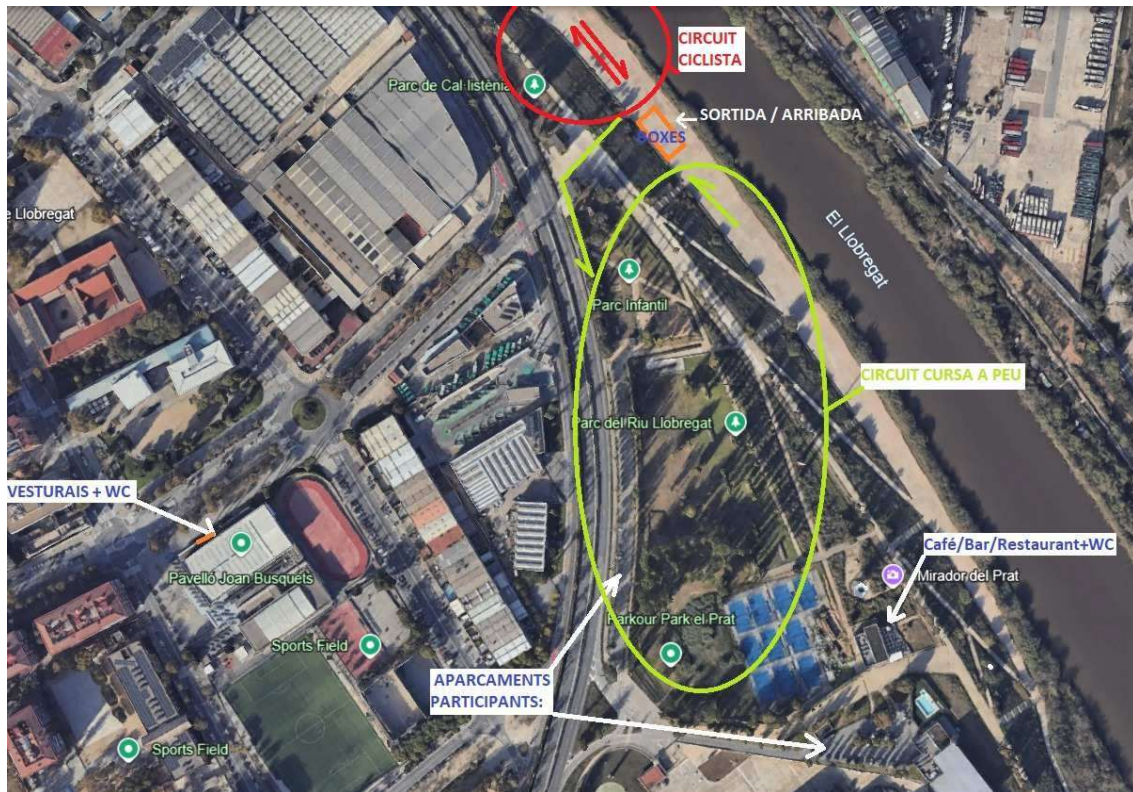 CIRCUIT
CICLISTA
Parc de Cal·listènia
SORTIDA / ARRIBADA
BOXES
e Llobregat
El Llobregat
Parc Infantil
CIRCUIT CURSA A PEU
Parc del Riu Llobregat
VESTURAIS + WC
Café/Bar/Restaurant+WC
Pavelló Joan Busquets
Mirador del Prat
Parkour Park el Prat
Sports Field
APARCAMENTS
PARTICIPANTS:
Sports Field